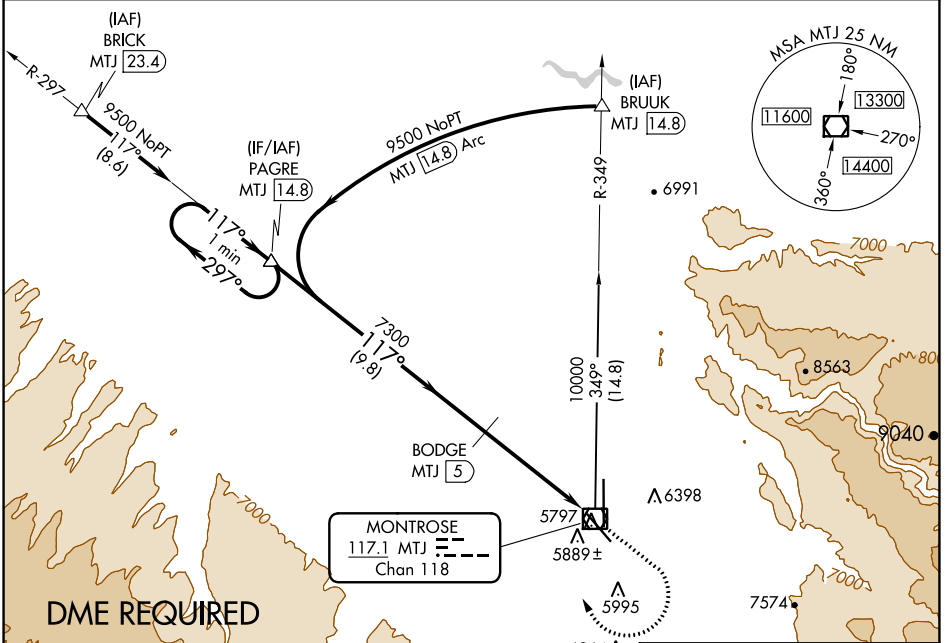 (IAF)
BRICK
MTJ 23.4
R-297
9500 NoPT
117°
(8.6)
(IF/IAF)
PAGRE
MTJ 14.8
117°
1 min
297°
9500 NoPT
MTJ 14.8 Arc
(IAF)
BRUUK
MTJ 14.8
R-349
6991
MSA MTJ 25 NM
180°
13300
11600
270°
14400
360°
7000
7300
117°
(9.8)
10000
349°
(14.8)
8563
9040
BODGE
MTJ 5
7000
6398
5797
5889 ±
MONTROSE
117.1 MTJ
Chan 118
5995
7000
7574
DME REQUIRED